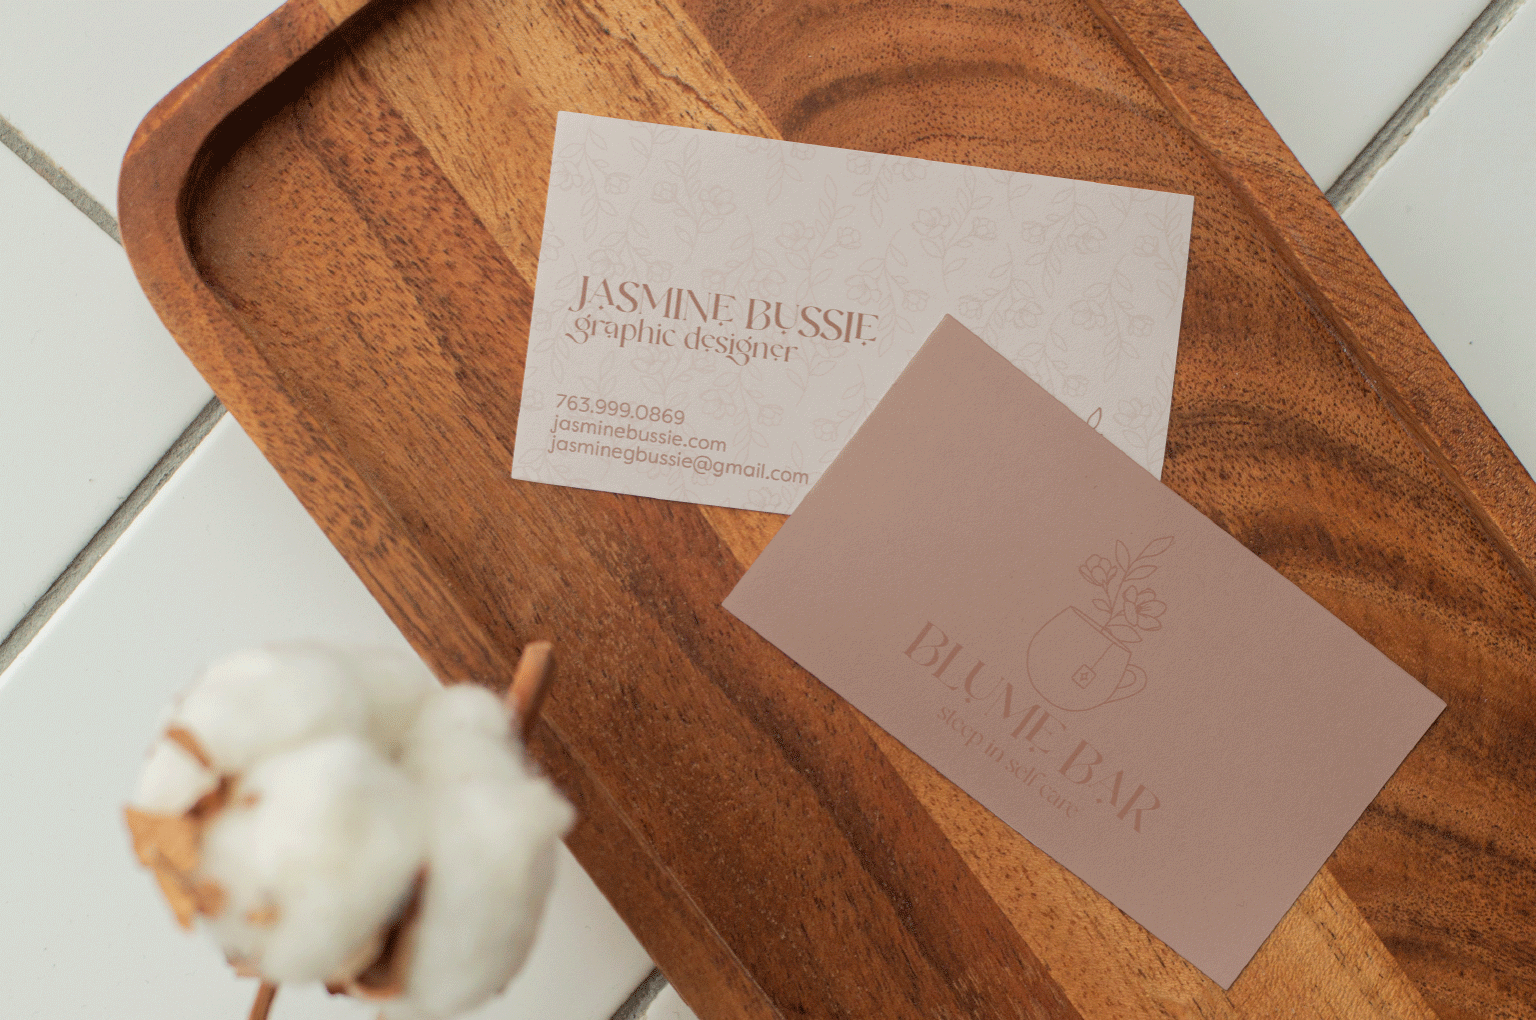 JASMINE BUSSIE
graphic designer
763.999.0869
jasminebussie.com
jasminegbussie@gmail.com
BLUME BAR
steep in self care